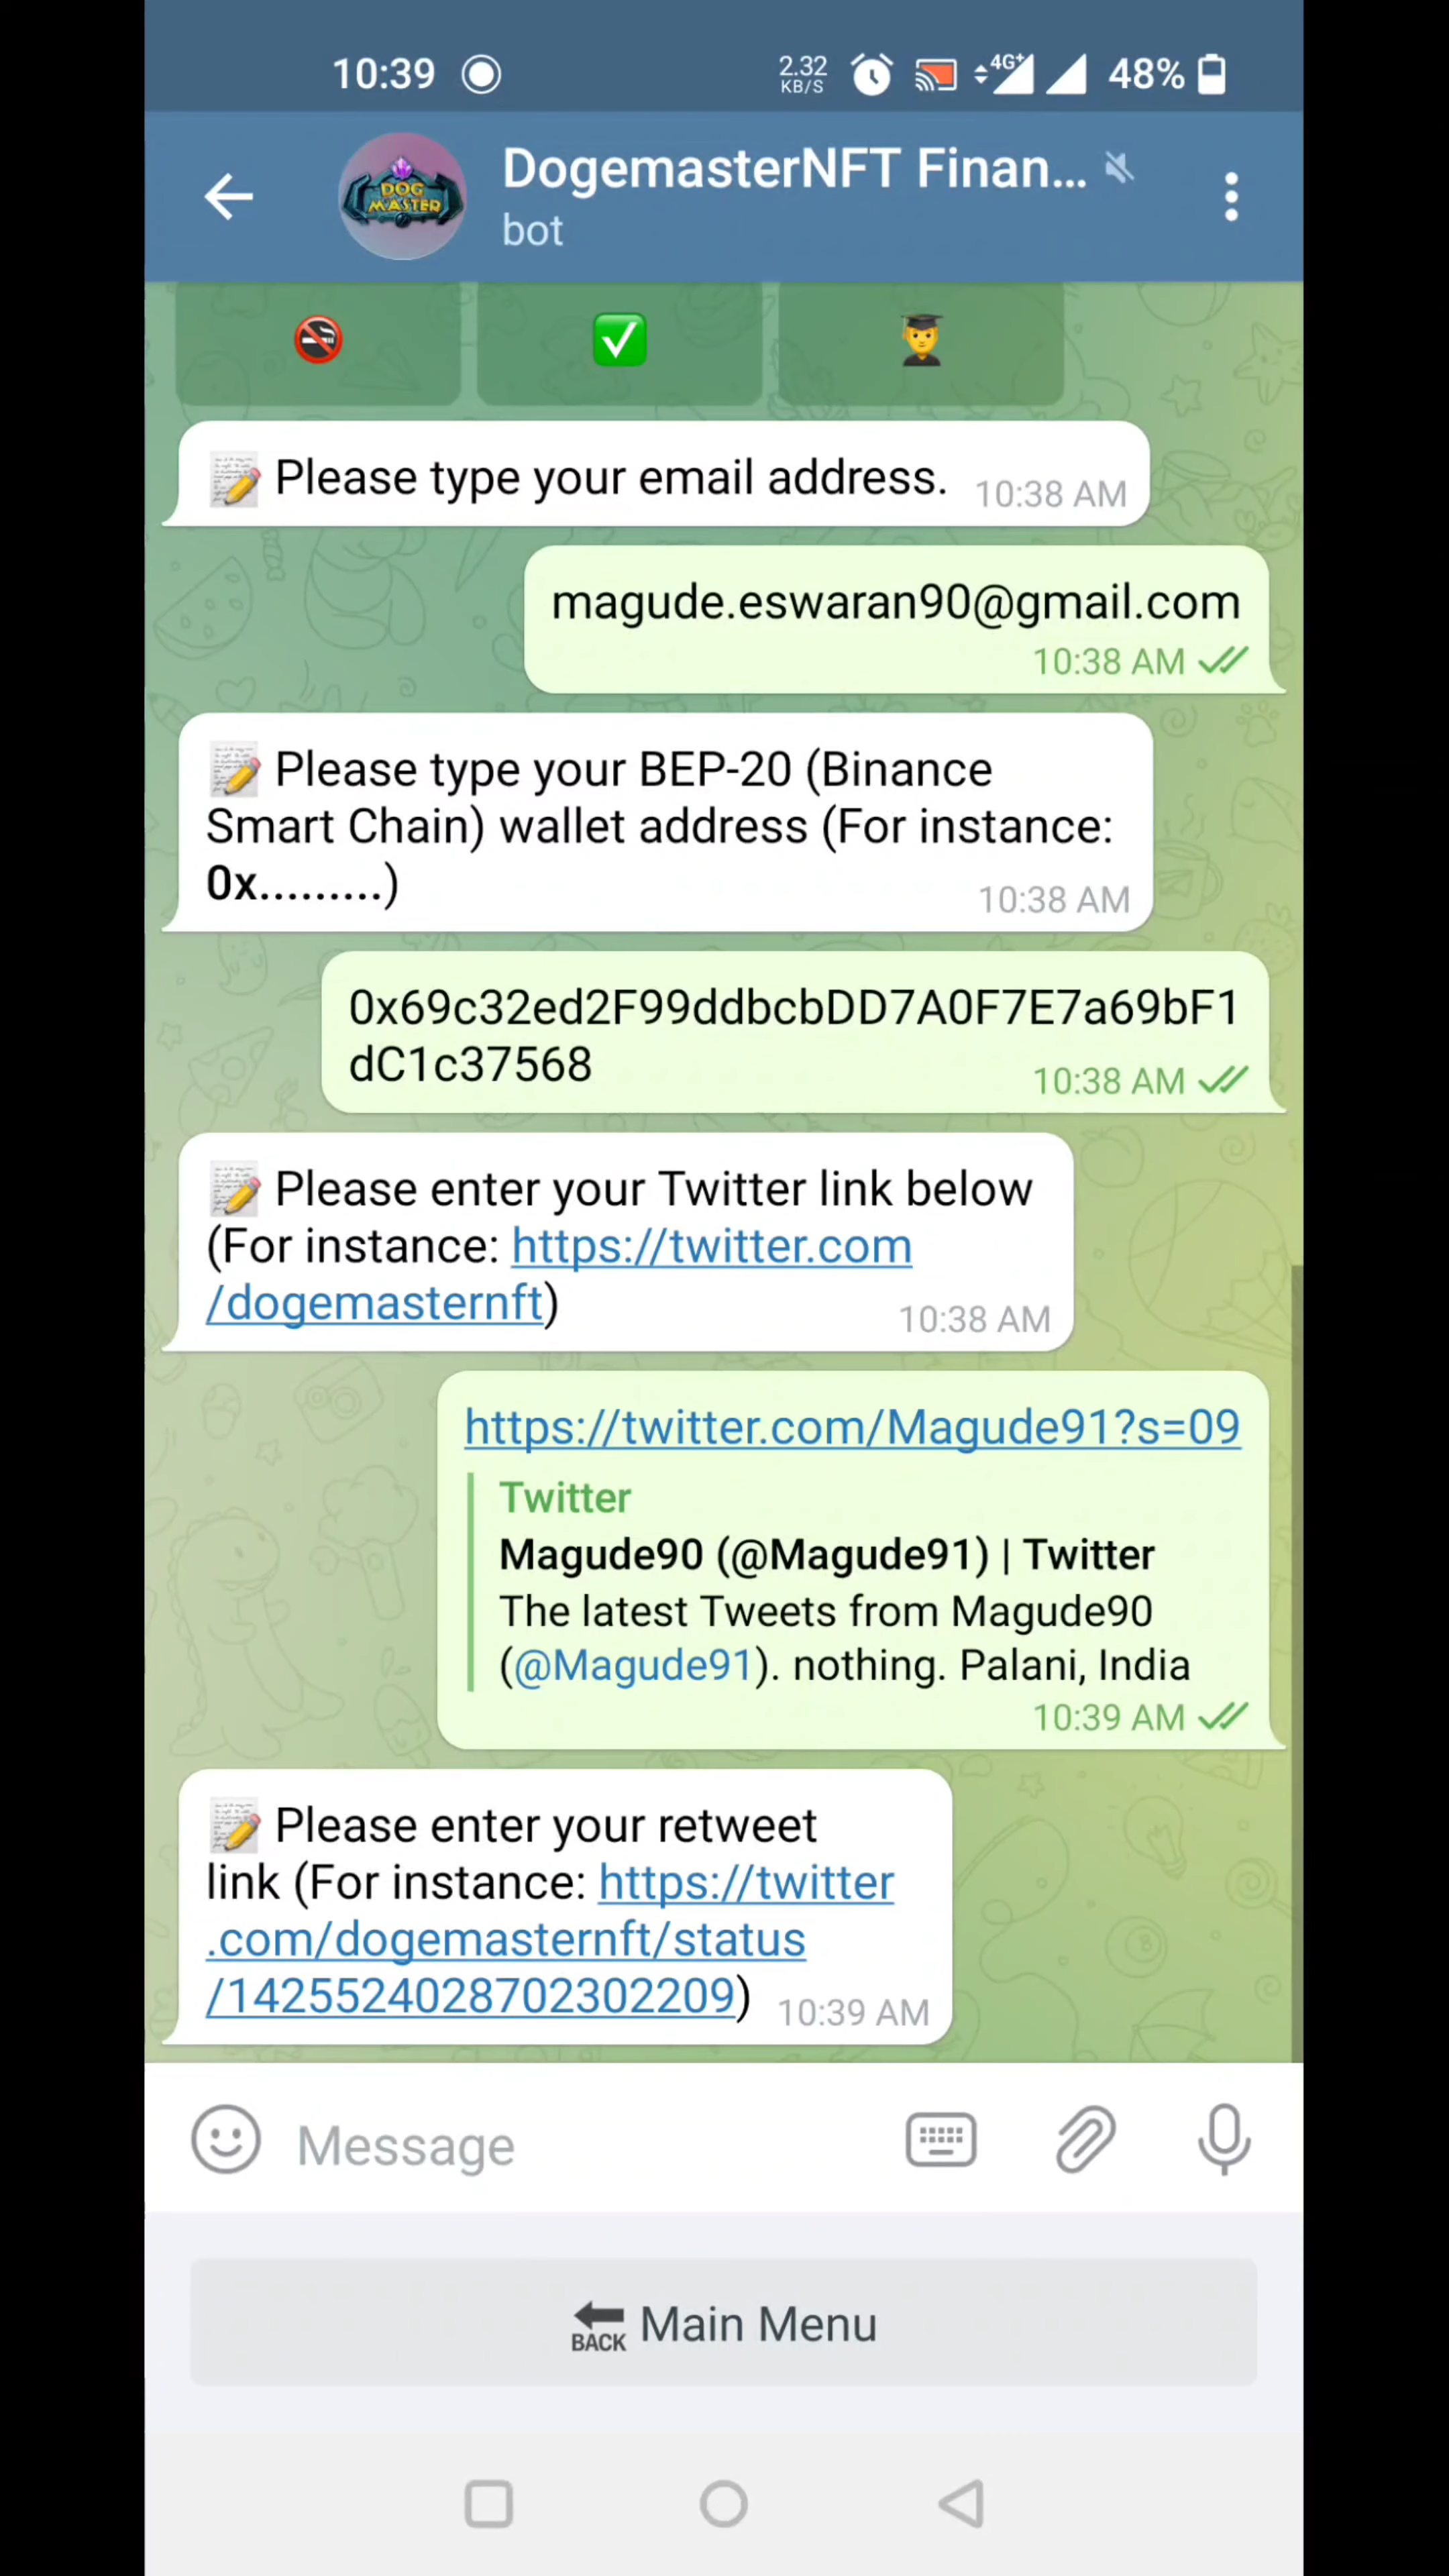 10:39
2.32
KB/S
4G+
48%
DOG
MASTER
DogemasterNFT Finan...
bot
Please type your email address. 10:38 AM
magude.eswaran90@gmail.com
10:38 AM
Please type your BEP-20 (Binance
Smart Chain) wallet address (For instance:
0x.........)
10:38 AM
0x69c32ed2F99ddbcbDD7A0F7E7a69bF1
dC1c37568
10:38 AM
Please enter your Twitter link below
(For instance: https://twitter.com
/dogemasternft)
10:38 AM
https://twitter.com/Magude91?s=09
Twitter
Magude90 (@Magude91) | Twitter
The latest Tweets from Magude90
(@Magude91). nothing. Palani, India
10:39 AM
Please enter your retweet
link (For instance: https://twitter
.com/dogemasternft/status
/1425524028702302209)
10:39 AM
Message
BACK Main Menu